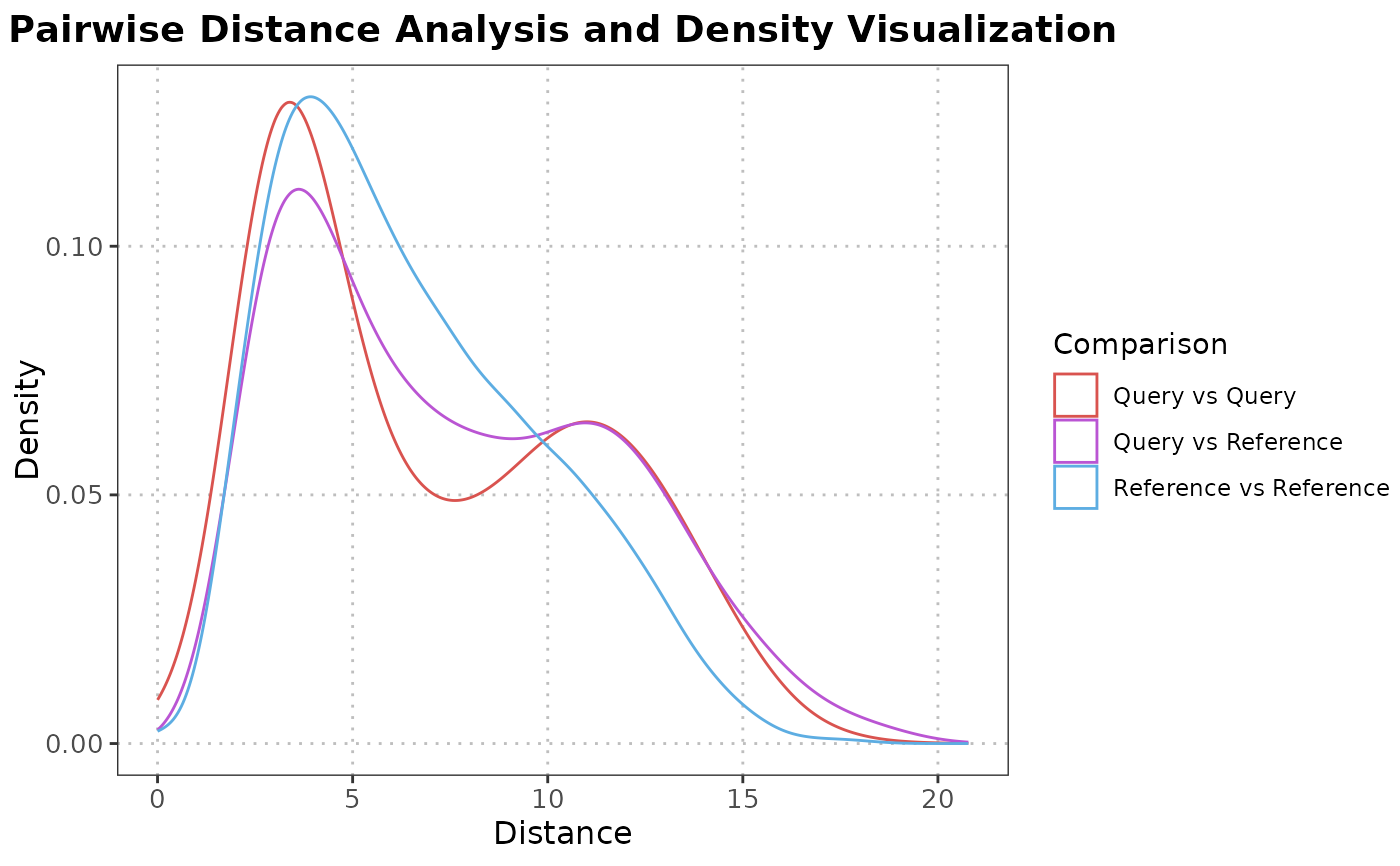 Pairwise Distance Analysis and Density Visualization
Density
0.10
0.05
0.00
0 5 10 15 20
Distance
Comparison
Query vs Query
Query vs Reference
Reference vs Reference